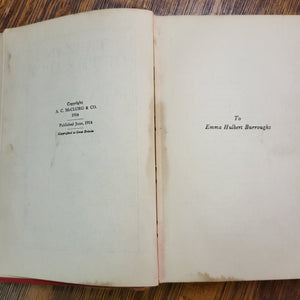 Copyright
A. C. McCLURG & CO.
1914
Published June, 1914
Copyrighted in Great Britain
To
Emma Hulbert Burroughs